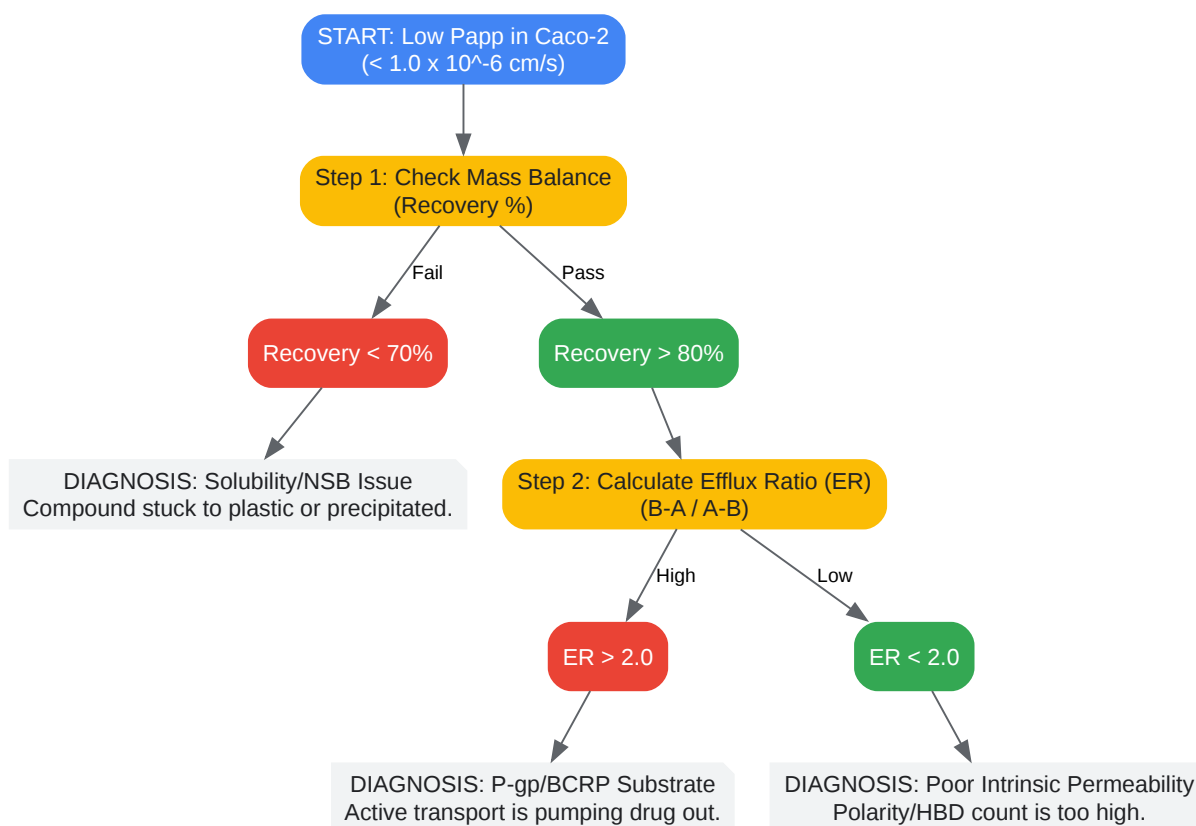 START: Low Papp in Caco-2
(< 1.0 x 10^-6 cm/s)
Step 1: Check Mass Balance
(Recovery %)
Fail
Pass
Recovery < 70%
Recovery > 80%
DIAGNOSIS: Solubility/NSB Issue
Compound stuck to plastic or precipitated.
Step 2: Calculate Efflux Ratio (ER)
(B-A / A-B)
High
Low
ER > 2.0
ER < 2.0
DIAGNOSIS: P-gp/BCRP Substrate
Active transport is pumping drug out.
DIAGNOSIS: Poor Intrinsic Permeability
Polarity/HBD count is too high.